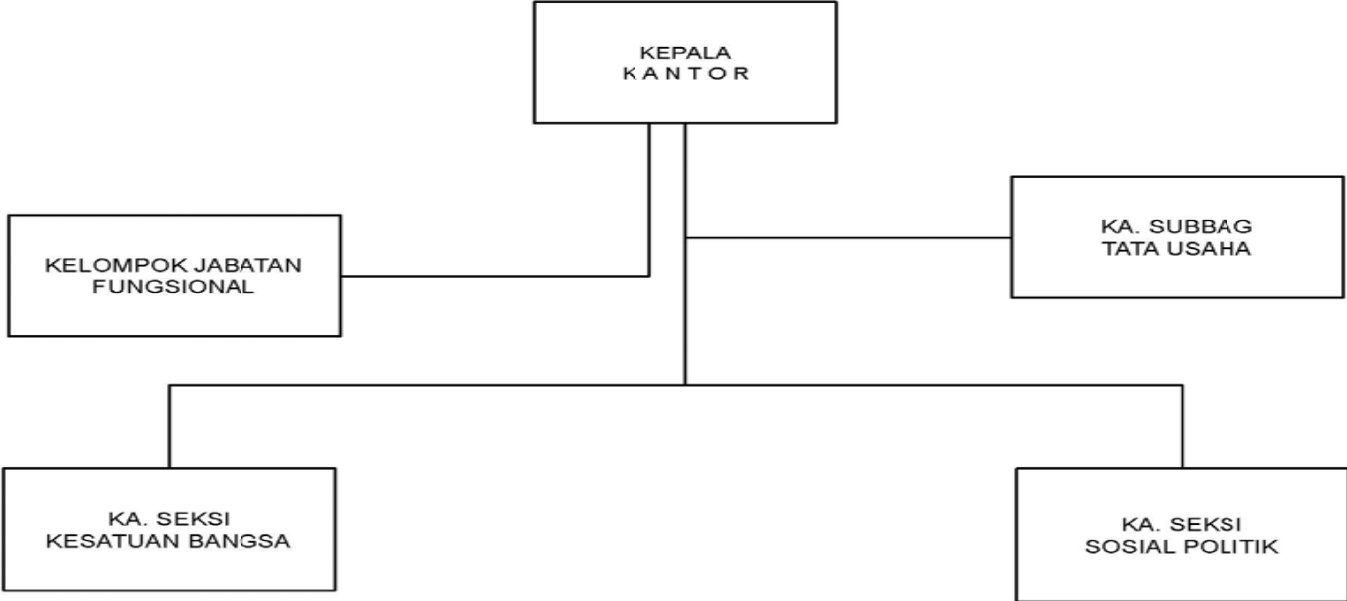 KEPALA
K A N T O R
KA. SUBBAG
TATA USAHA
KELOMPOK JABATAN
FUNGSIONAL
KA. SEKSI
KESATUAN BANGSA
KA. SEKSI
SOSIAL POLITIK